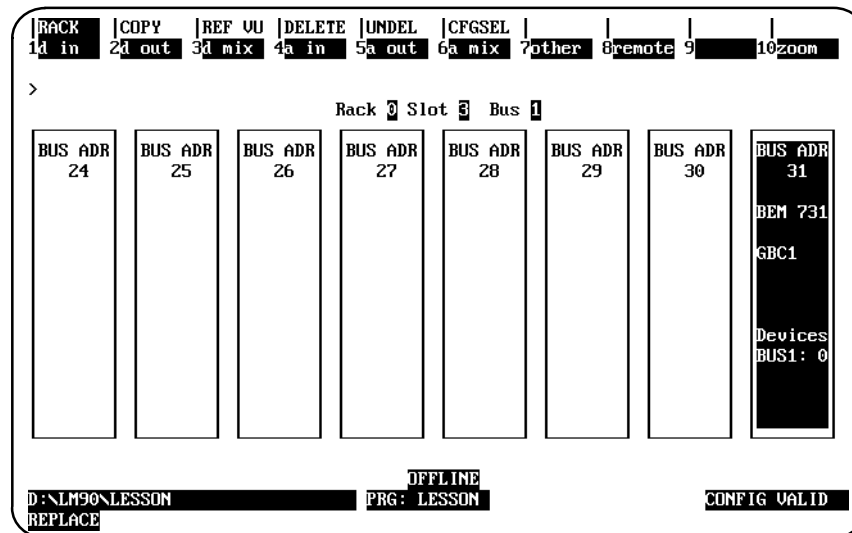 |RACK |COPY |REF VU |DELETE |UNDEL |CFGSEL | | | |
1d in 2d out 3d mix 4a in 5a out 6a mix 7other 8remote 9 10zoom
>
Rack 0 Slot 3 Bus 1
BUS ADR BUS ADR BUS ADR BUS ADR BUS ADR BUS ADR BUS ADR BUS ADR
24 25 26 27 28 29 30 31
BEM 731
GBC1
Devices
BUS1: 0
OFFLINE
D:\LM90\LESSON PRG: LESSON CONFIG VALID
REPLACE